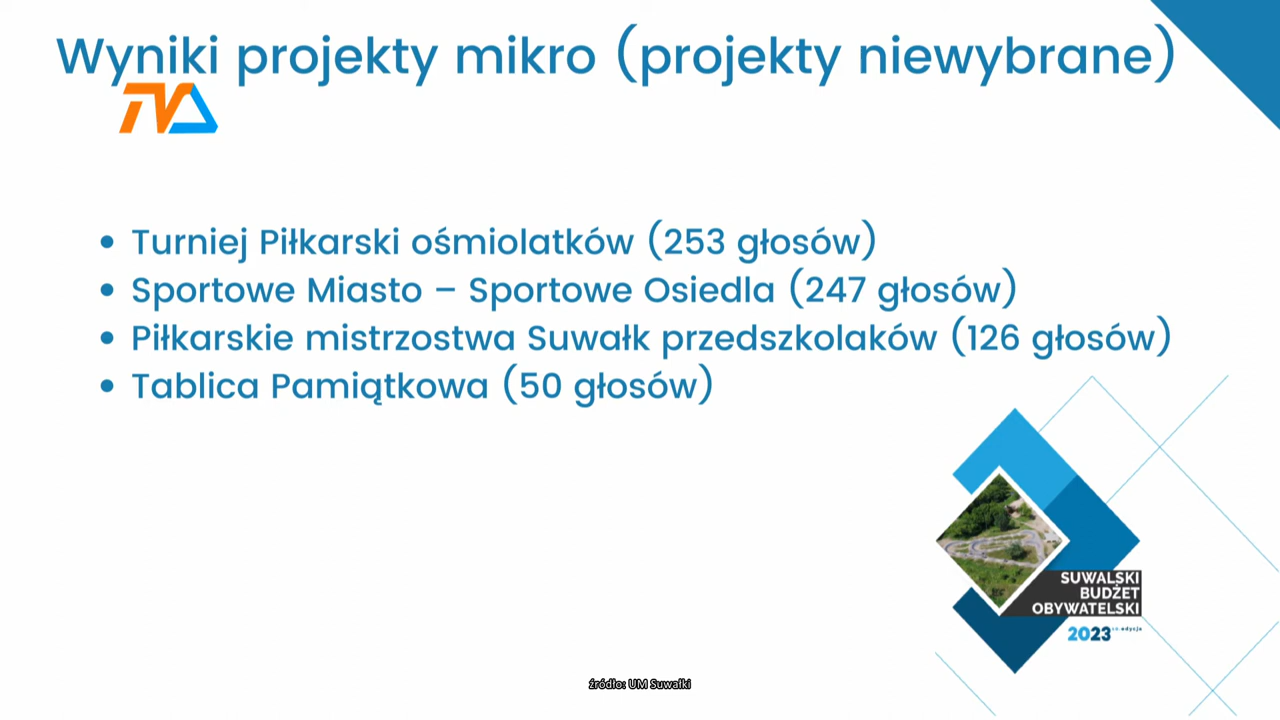 Wyniki projekty mikro (projekty niewybrane)
TVA
• Turniej Piłkarski ośmiolatków (253 głosów)
• Sportowe Miasto – Sportowe Osiedla (247 głosów)
• Piłkarskie mistrzostwa Suwałk przedszkolaków (126 głosów)
• Tablica Pamiątkowa (50 głosów)
SUWALSKI
BUDŻET
OBYWATELSKI
2023
źródło: UM Suwałki